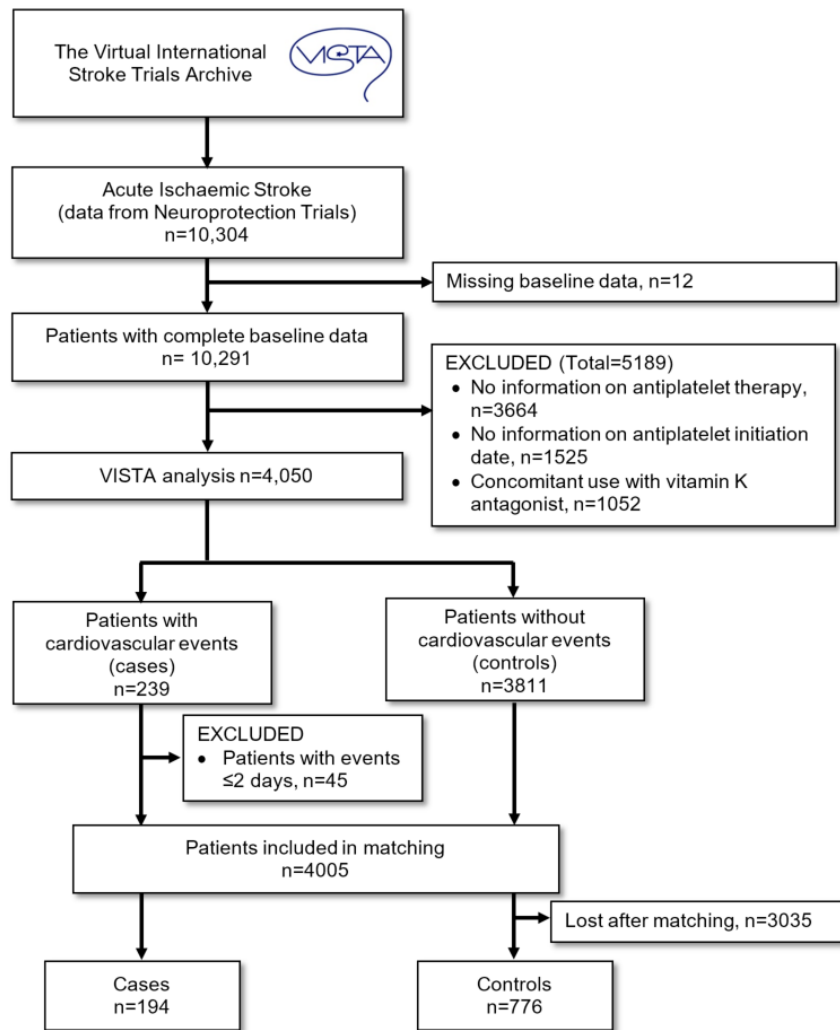 The Virtual International
Stroke Trials Archive
VISTA
Acute Ischaemic Stroke
(data from Neuroprotection Trials)
n=10,304
Missing baseline data, n=12
Patients with complete baseline data
n= 10,291
EXCLUDED (Total=5189)
• No information on antiplatelet therapy,
n=3664
• No information on antiplatelet initiation
date, n=1525
• Concomitant use with vitamin K
antagonist, n=1052
VISTA analysis n=4,050
Patients with
cardiovascular events
(cases)
n=239
Patients without
cardiovascular events
(controls)
n=3811
EXCLUDED
• Patients with events
≤2 days, n=45
Patients included in matching
n=4005
Lost after matching, n=3035
Cases
n=194
Controls
n=776